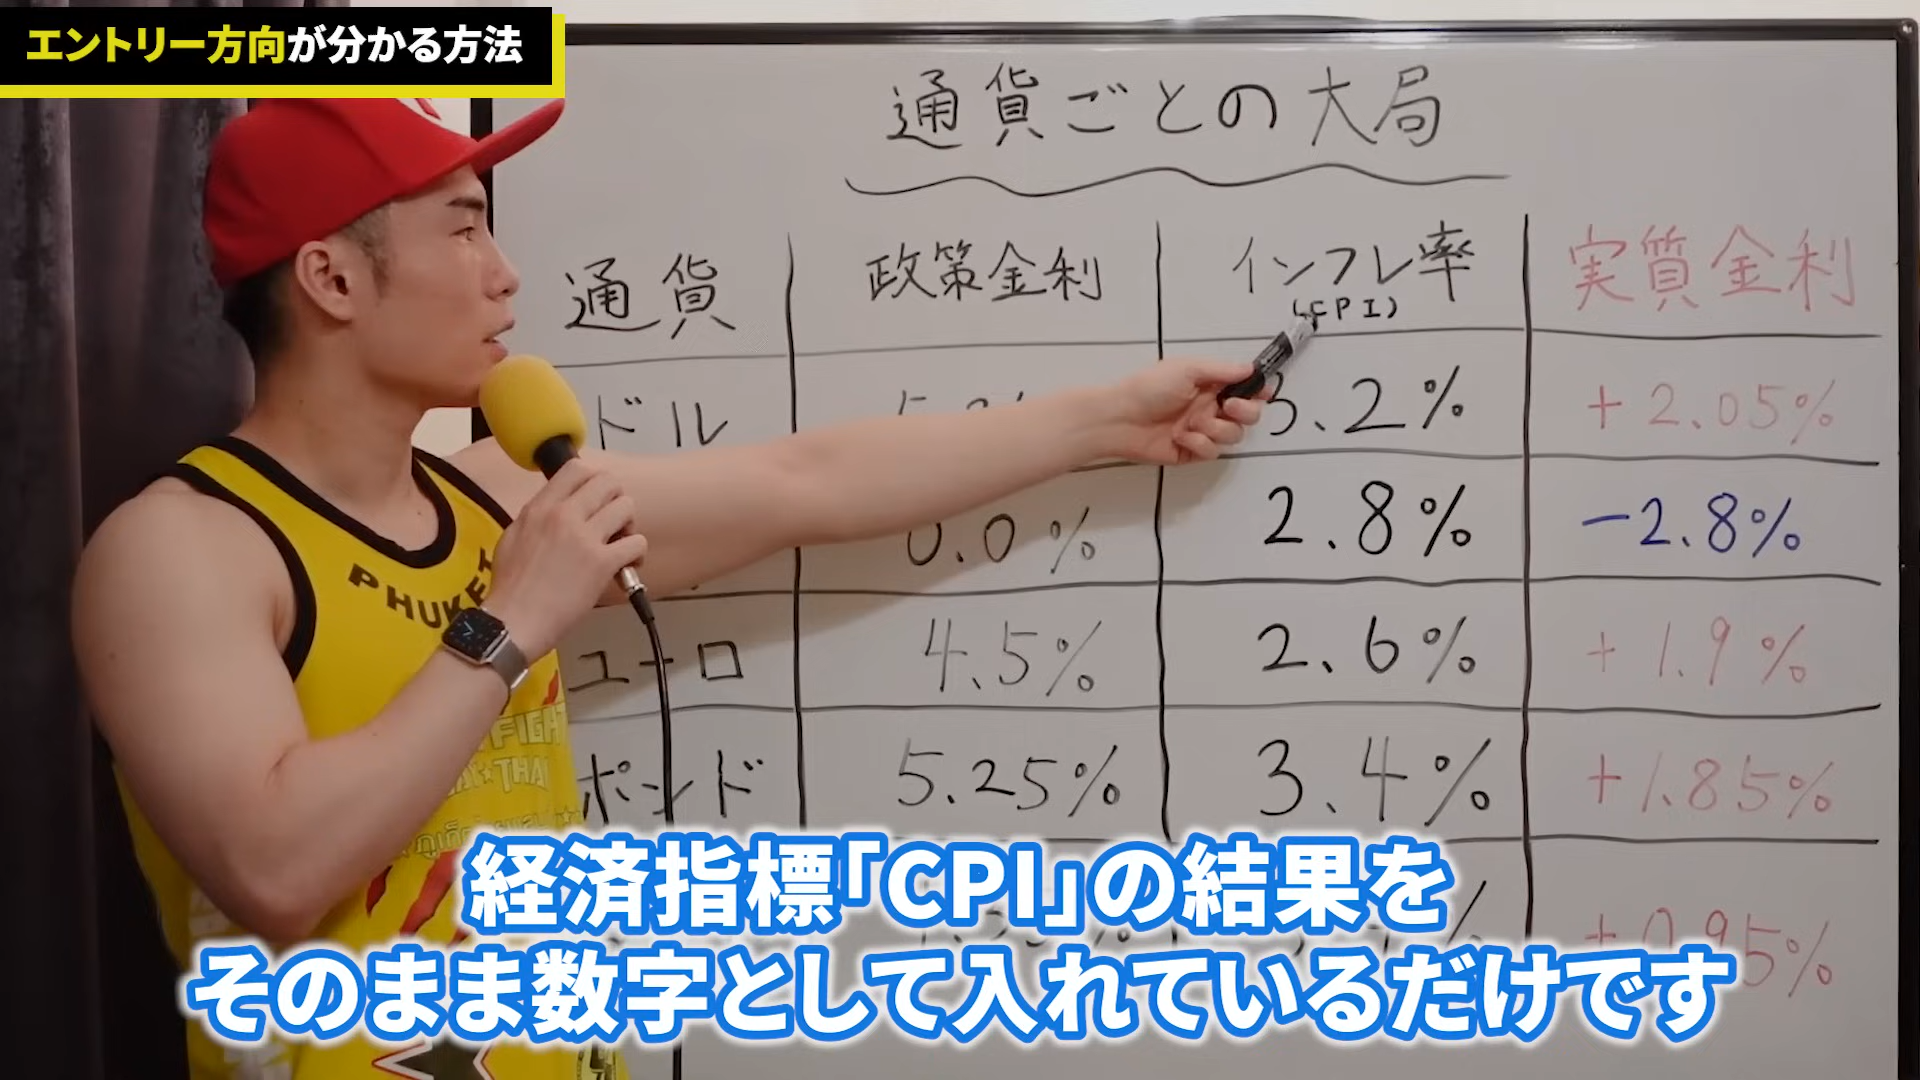 エントリー方向が分かる方法
通貨ごとの大局
通貨 政策金利 インフレ率 実質金利
(CPI)
ドル 3.2% +2.05%
0.0% 2.8% -2.8%
ユーロ 4.5% 2.6% +1.9%
ポンド 5.25% 3.4% +1.85%
+0.95%
PHUKET
FIGHT
THAI
経済指標「CPI」の結果を
そのまま数字として入れているだけです